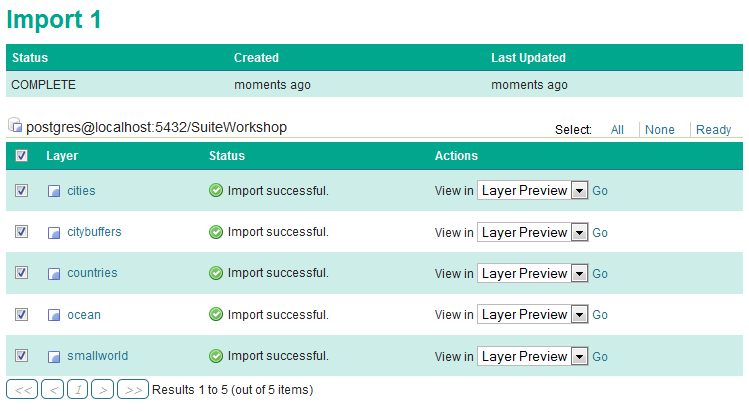 Import 1
Status Created Last Updated
COMPLETE moments ago moments ago
postgres@localhost:5432/SuiteWorkshop Select: All None Ready
Layer Status Actions
cities Import successful. View in Layer Preview Go
citybuffers Import successful. View in Layer Preview Go
countries Import successful. View in Layer Preview Go
ocean Import successful. View in Layer Preview Go
smallworld Import successful. View in Layer Preview Go
<< < 1 > >> Results 1 to 5 (out of 5 items)